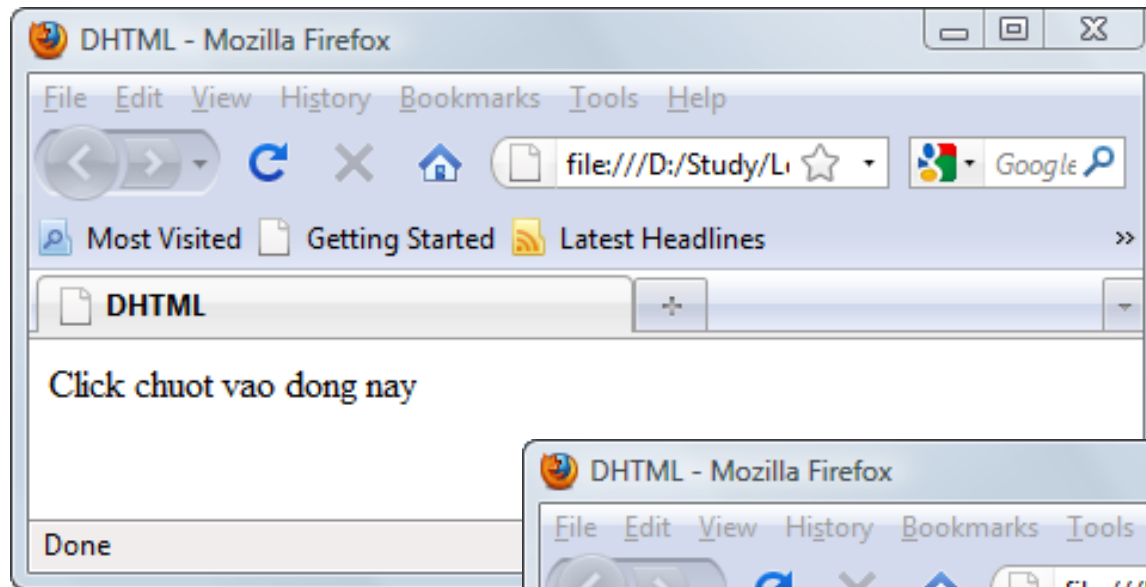 DHTML - Mozilla Firefox
File Edit View History Bookmarks Tools Help
file:///D:/Study/L Google
Most Visited Getting Started Latest Headlines »
DHTML
Click chuot vao dong nay
Done
DHTML - Mozilla Firefox
File Edit View History Bookmarks Tools